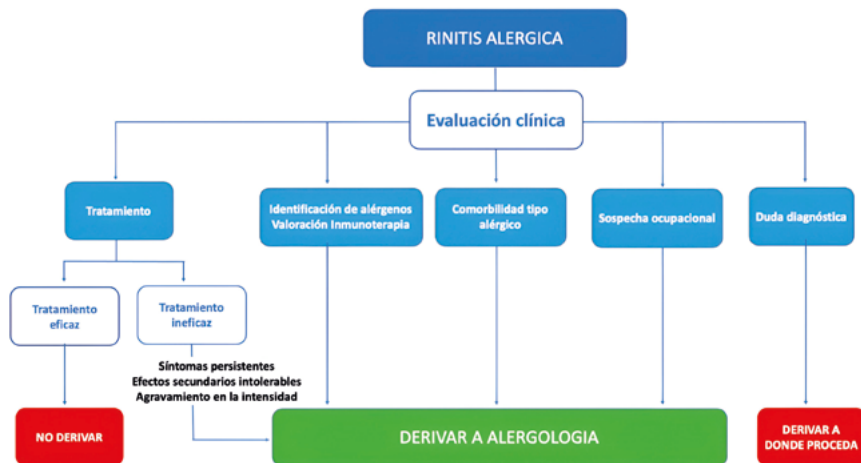 RINITIS ALERGICA
Evaluación clínica
Tratamiento
Identificación de alérgenos
Valoración Inmunoterapia
Comorbilidad tipo
alérgico
Sospecha ocupacional
Duda diagnóstica
Tratamiento
eficaz
Tratamiento
ineficaz
Síntomas persistentes
Efectos secundarios intolerables
Agravamiento en la intensidad
NO DERIVAR
DERIVAR A ALERGOLOGIA
DERIVAR A
DONDE PROCEDA